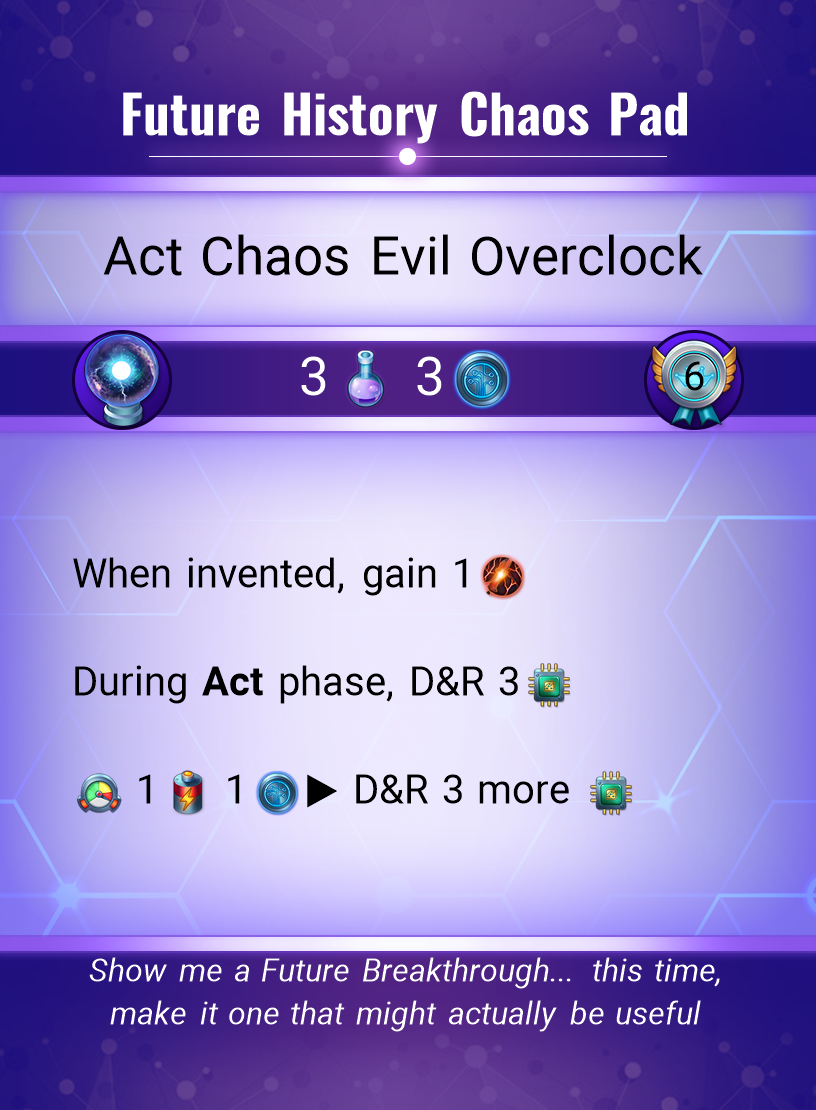 Future History Chaos Pad
Act Chaos Evil Overclock
3 3 6
When invented, gain 1
During Act phase, D&R 3
1 1 ▶ D&R 3 more
Show me a Future Breakthrough... this time,
make it one that might actually be useful